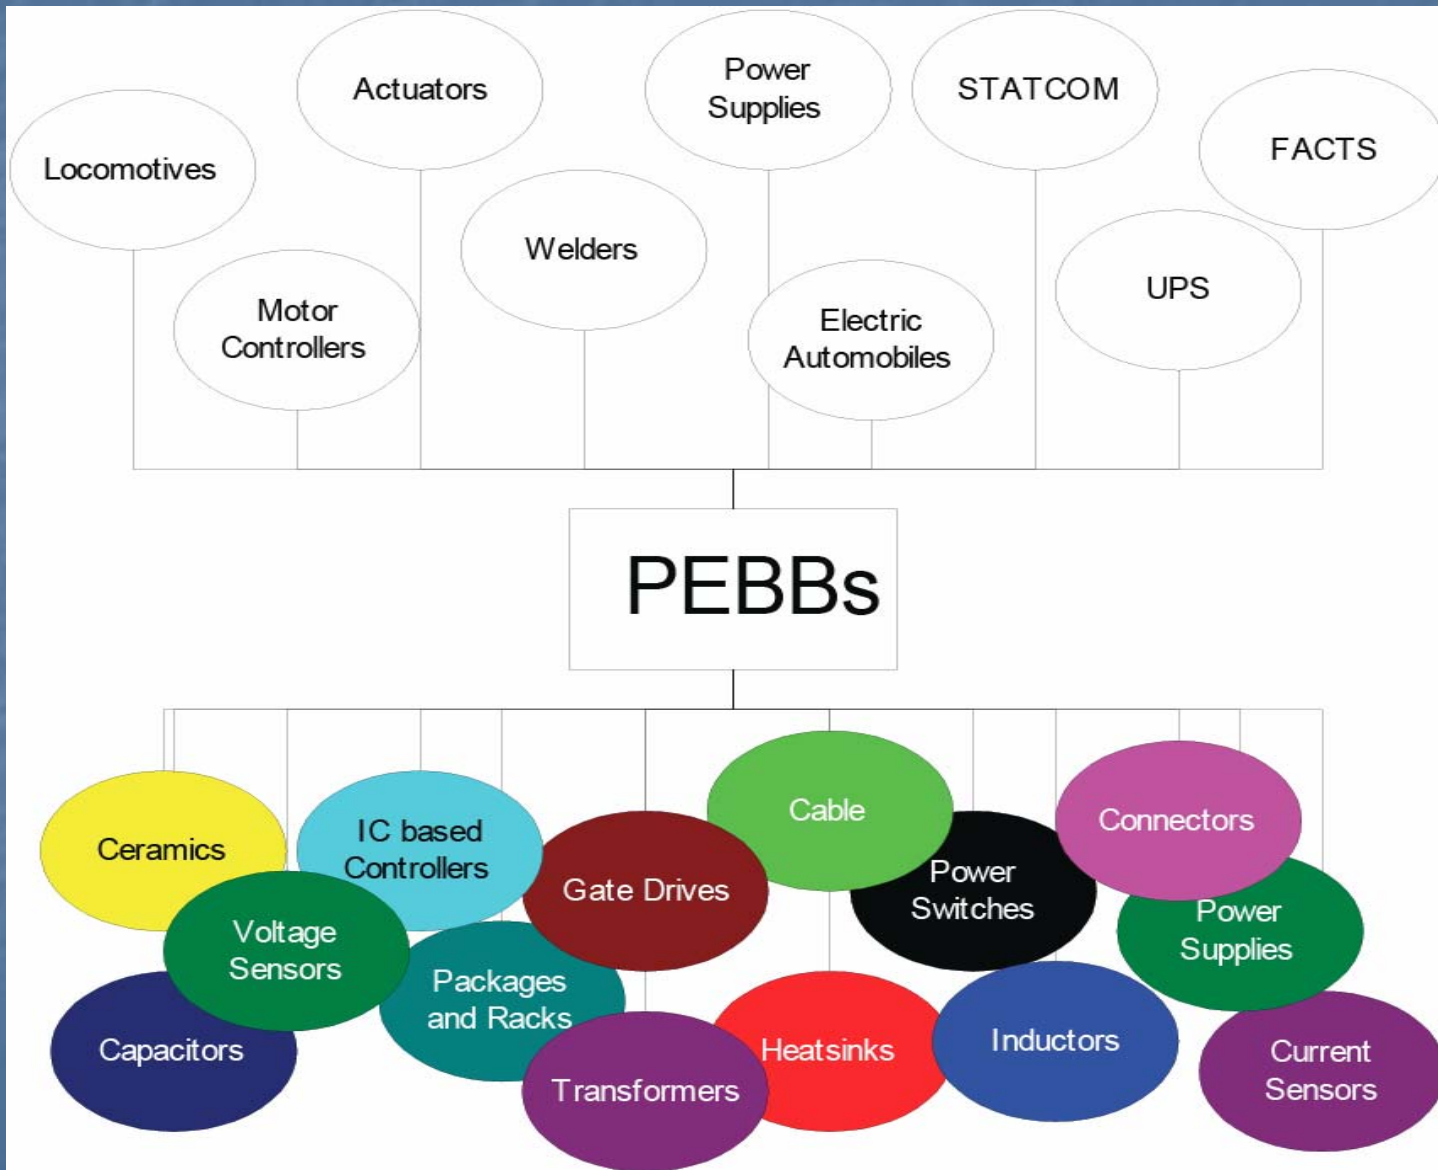 Actuators
Power
Supplies
STATCOM
FACTS
Locomotives
Welders
UPS
Motor
Controllers
Electric
Automobiles
PEBBs
Cable
Connectors
Ceramics
IC based
Controllers
Gate Drives
Power
Switches
Power
Supplies
Voltage
Sensors
Packages
and Racks
Capacitors
Transformers
Heatsinks
Inductors
Current
Sensors